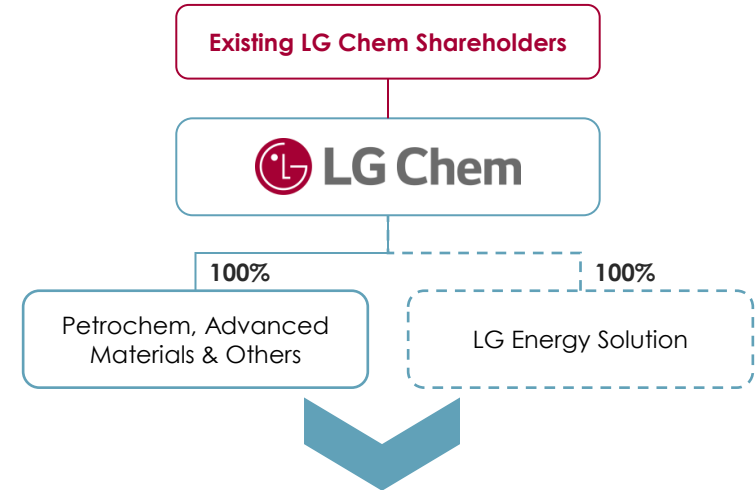 Existing LG Chem Shareholders
LG Chem
100%
100%
Petrochem, Advanced
Materials & Others
LG Energy Solution